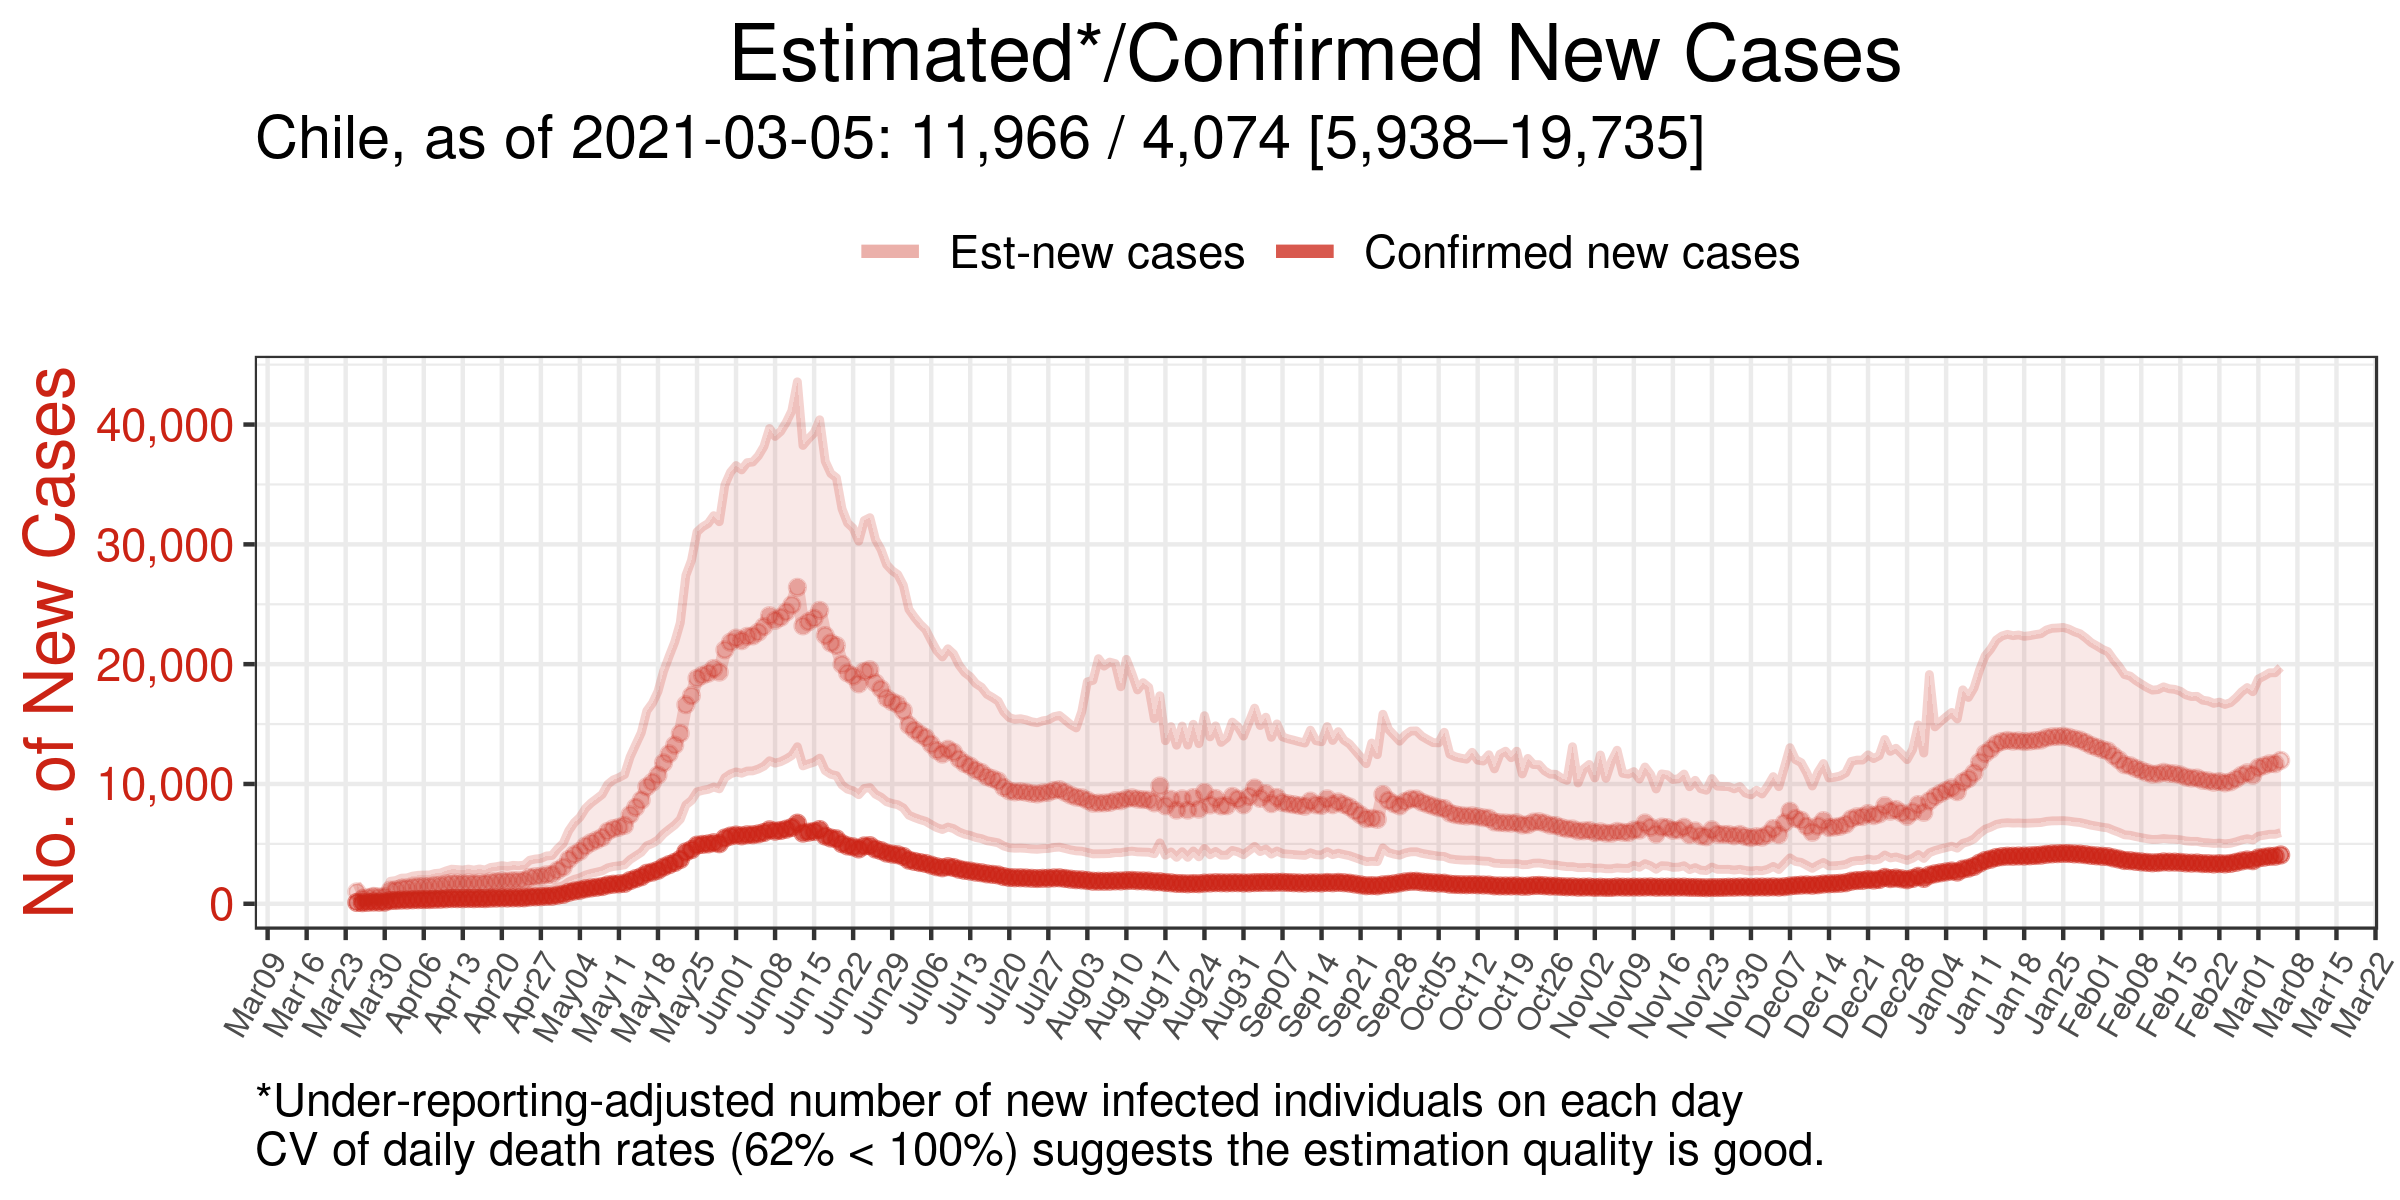 Estimated*/Confirmed New Cases
Chile, as of 2021-03-05: 11,966 / 4,074 [5,938–19,735]
Est-new cases
Confirmed new cases
No. of New Cases
40,000
30,000
20,000
10,000
0
Mar09
Mar16
Mar23
Mar30
Apr06
Apr13
Apr20
Apr27
May04
May11
May18
May25
Jun01
Jun08
Jun15
Jun22
Jun29
Jul06
Jul13
Jul20
Jul27
Aug03
Aug10
Aug17
Aug24
Aug31
Sep07
Sep14
Sep21
Sep28
Oct05
Oct12
Oct19
Oct26
Nov02
Nov09
Nov16
Nov23
Nov30
Dec07
Dec14
Dec21
Dec28
Jan04
Jan11
Jan18
Jan25
Feb01
Feb08
Feb15
Feb22
Mar01
Mar08
Mar15
Mar22
*Under-reporting-adjusted number of new infected individuals on each day
CV of daily death rates (62% < 100%) suggests the estimation quality is good.